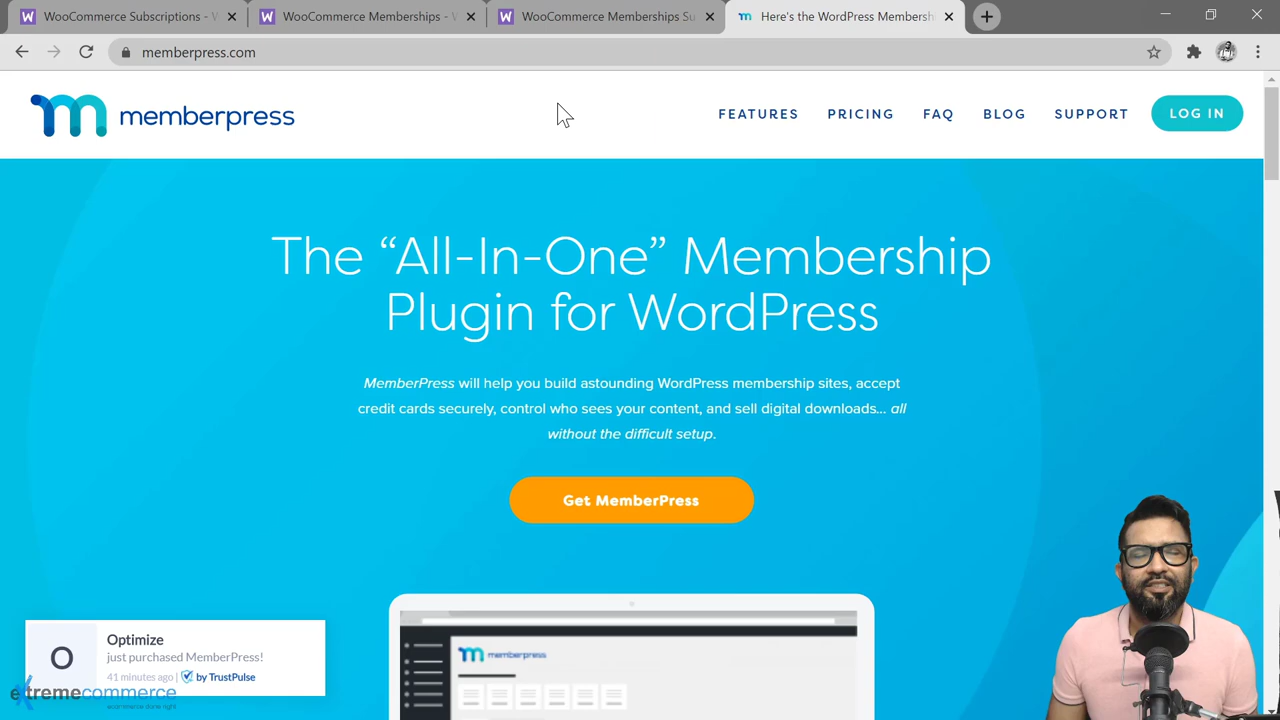 WooCommerce Subscriptions - W
WooCommerce Memberships - W
WooCommerce Memberships Su
Here's the WordPress Membersh
memberpress.com
memberpress
FEATURES
PRICING
FAQ
BLOG
SUPPORT
LOG IN
The “All-In-One” Membership
Plugin for WordPress
MemberPress will help you build astounding WordPress membership sites, accept
credit cards securely, control who sees your content, and sell digital downloads... all
without the difficult setup.
Get MemberPress
memberpress
O
Optimize
just purchased MemberPress!
41 minutes ago | by TrustPulse
extremecommerce
ecommerce done right